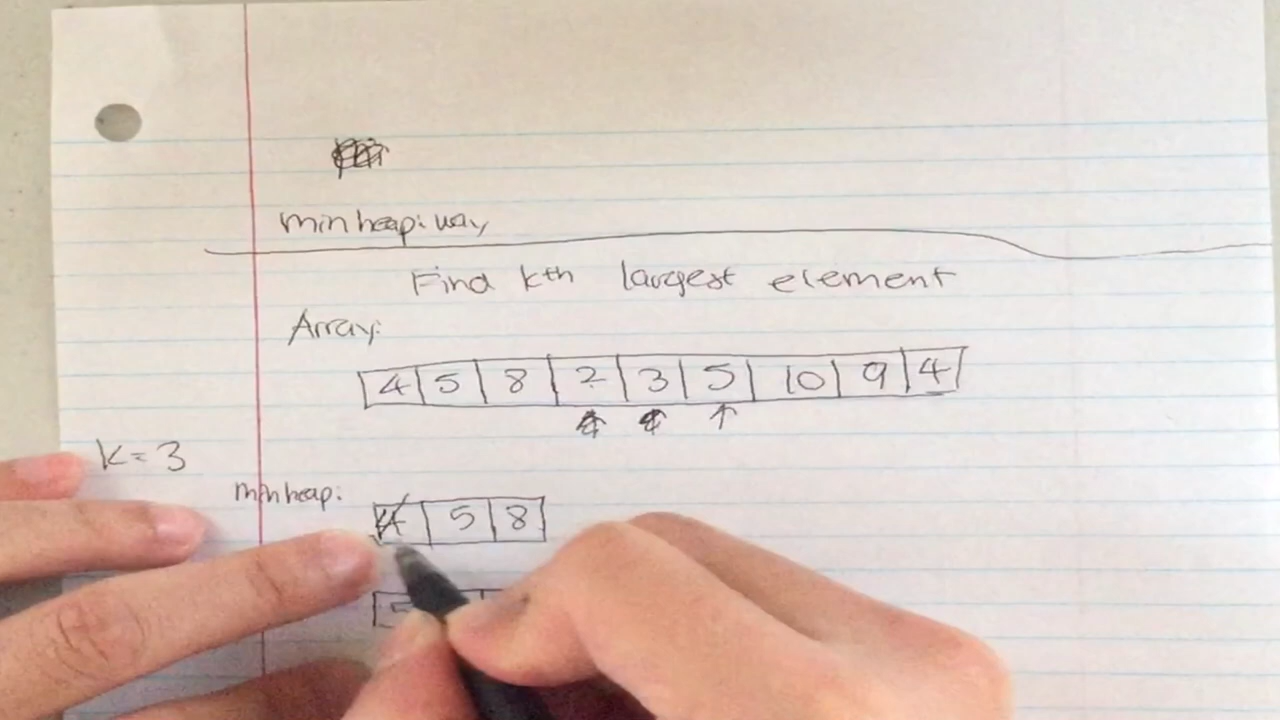 min heap: way
Find kth largest element
Array:
4 5 8 2 3 5 10 9 4
K = 3
min heap:
4 5 8
5